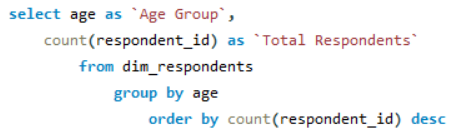 select age as `Age Group`,
count(respondent_id) as `Total Respondents`
from dim_respondents
group by age
order by count(respondent_id) desc